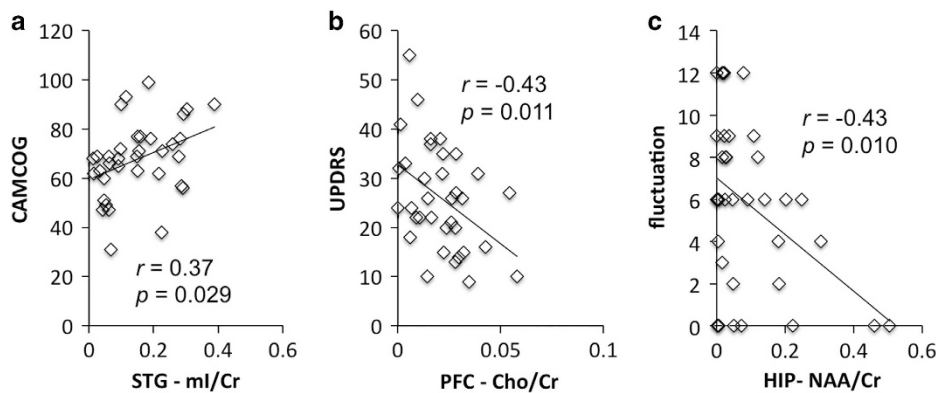 a
CAMCOG
120
100
80
60
40
20
0
r = 0.37
p = 0.029
0 0.2 0.4 0.6
STG - mI/Cr
b
UPDRS
60
50
40
30
20
10
0
r = -0.43
p = 0.011
0 0.05 0.1
PFC - Cho/Cr
c
fluctuation
14
12
10
8
6
4
2
0
r = -0.43
p = 0.010
0 0.2 0.4 0.6
HIP- NAA/Cr